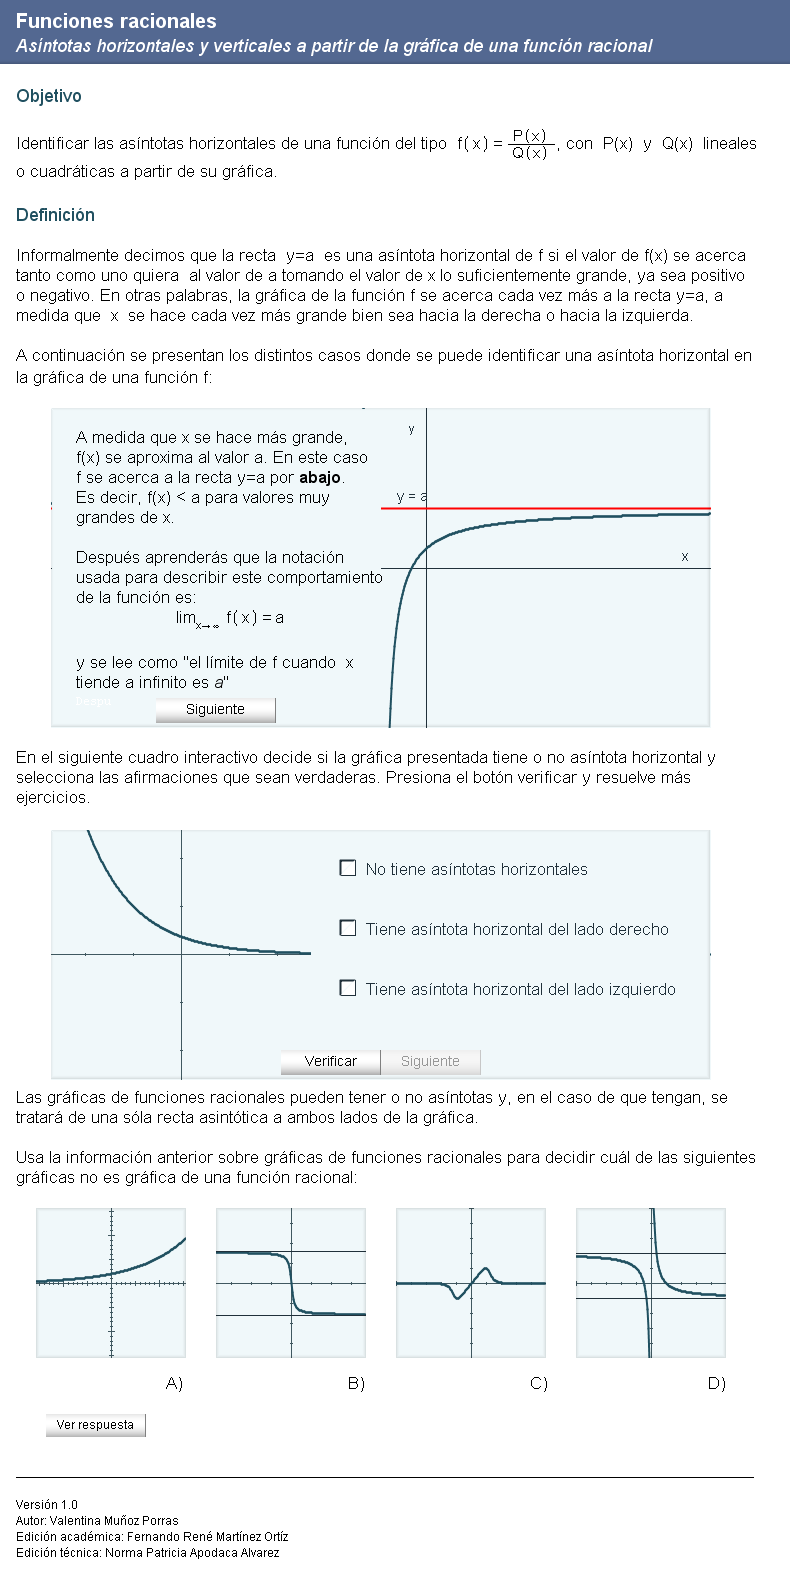 Funciones racionales
Asíntotas horizontales y verticales a partir de la gráfica de una función racional
Objetivo
Identificar las asíntotas horizontales de una función del tipo f(x) = P(x) / Q(x), con P(x) y Q(x) lineales
o cuadráticas a partir de su gráfica.
Definición
Informalmente decimos que la recta y=a es una asíntota horizontal de f si el valor de f(x) se acerca
tanto como uno quiera al valor de a tomando el valor de x lo suficientemente grande, ya sea positivo
o negativo. En otras palabras, la gráfica de la función f se acerca cada vez más a la recta y=a, a
medida que x se hace cada vez más grande bien sea hacia la derecha o hacia la izquierda.
A continuación se presentan los distintos casos donde se puede identificar una asíntota horizontal en
la gráfica de una función f:
A medida que x se hace más grande,
f(x) se aproxima al valor a. En este caso
f se acerca a la recta y=a por abajo.
Es decir, f(x) < a para valores muy
grandes de x.
Después aprenderás que la notación
usada para describir este comportamiento
de la función es:
lim x→∞ f(x) = a
y se lee como "el límite de f cuando x
tiende a infinito es a"
Siguiente
y
y = a
x
En el siguiente cuadro interactivo decide si la gráfica presentada tiene o no asíntota horizontal y
selecciona las afirmaciones que sean verdaderas. Presiona el botón verificar y resuelve más
ejercicios.
No tiene asíntotas horizontales
Tiene asíntota horizontal del lado derecho
Tiene asíntota horizontal del lado izquierdo
Verificar Siguiente
Las gráficas de funciones racionales pueden tener o no asíntotas y, en el caso de que tengan, se
tratará de una sóla recta asintótica a ambos lados de la gráfica.
Usa la información anterior sobre gráficas de funciones racionales para decidir cuál de las siguientes
gráficas no es gráfica de una función racional:
A) B) C) D)
Ver respuesta
Versión 1.0
Autor: Valentina Muñoz Porras
Edición académica: Fernando René Martínez Ortíz
Edición técnica: Norma Patricia Apodaca Alvarez